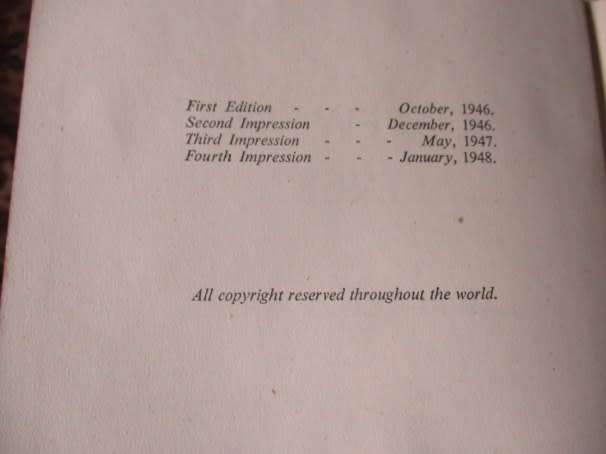 First Edition - - - October, 1946.
Second Impression - December, 1946.
Third Impression - - - May, 1947.
Fourth Impression - - - January, 1948.
All copyright reserved throughout the world.